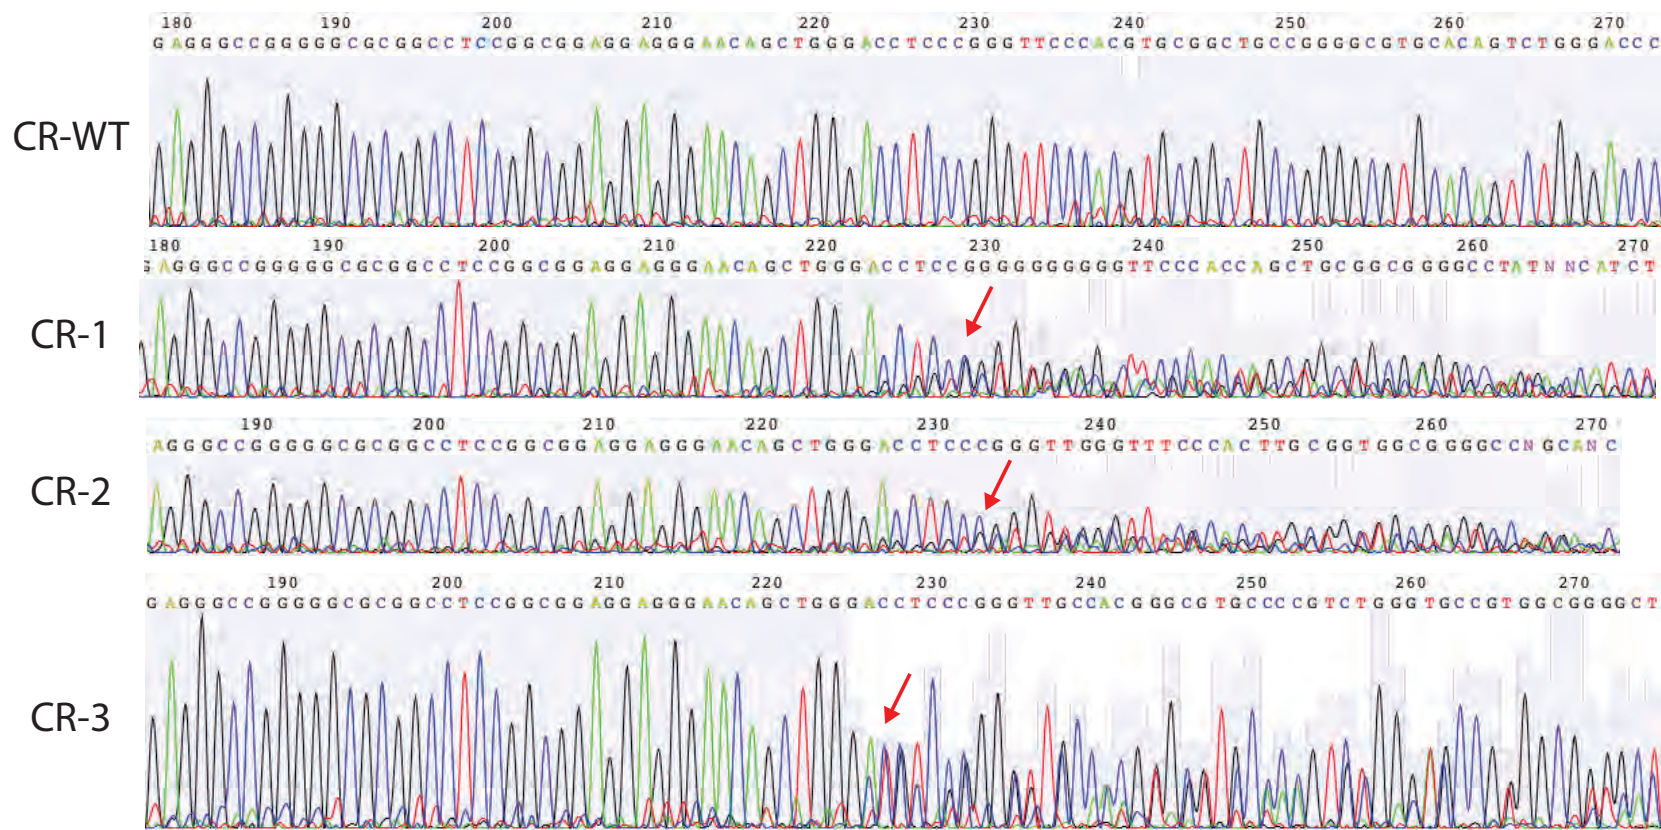 180 190 200 210 220 230 240 250 260 270
GAGGGCCGGGGGCGCGGCCTCCGGCGGAGGAGGGAACAGCTGGGACCTCCCGGGTTCCCACGTGCGGCTGCCGGGGCGTGCACAGTCTGGGACCC
CR-WT
180 190 200 210 220 230 240 250 260 270
GAGGGCCGGGGGCGCGGCCTCCGGCGGAGGAGGGAACAGCTGGGACCTCCGGGGGGGGGGTTCCCACCAGCTGCGGCGGGGCCTATNNCATCT
CR-1
190 200 210 220 230 240 250 260 270
AGGGCCGGGGGCGCGGCCTCCGGCGGAGGAGGGAACAGCTGGGACCTCCCGGGTTGGGTTTCCCACTTGCGGTGGCGGGGCCNGCANC
CR-2
190 200 210 220 230 240 250 260 270
GAGGGCCGGGGGCGCGGCCTCCGGCGGAGGAGGGAACAGCTGGGACCTCCCGGGTTGCCACGGGCGTGCCCCGTCTGGGTGCCGTGGCGGGGCT
CR-3